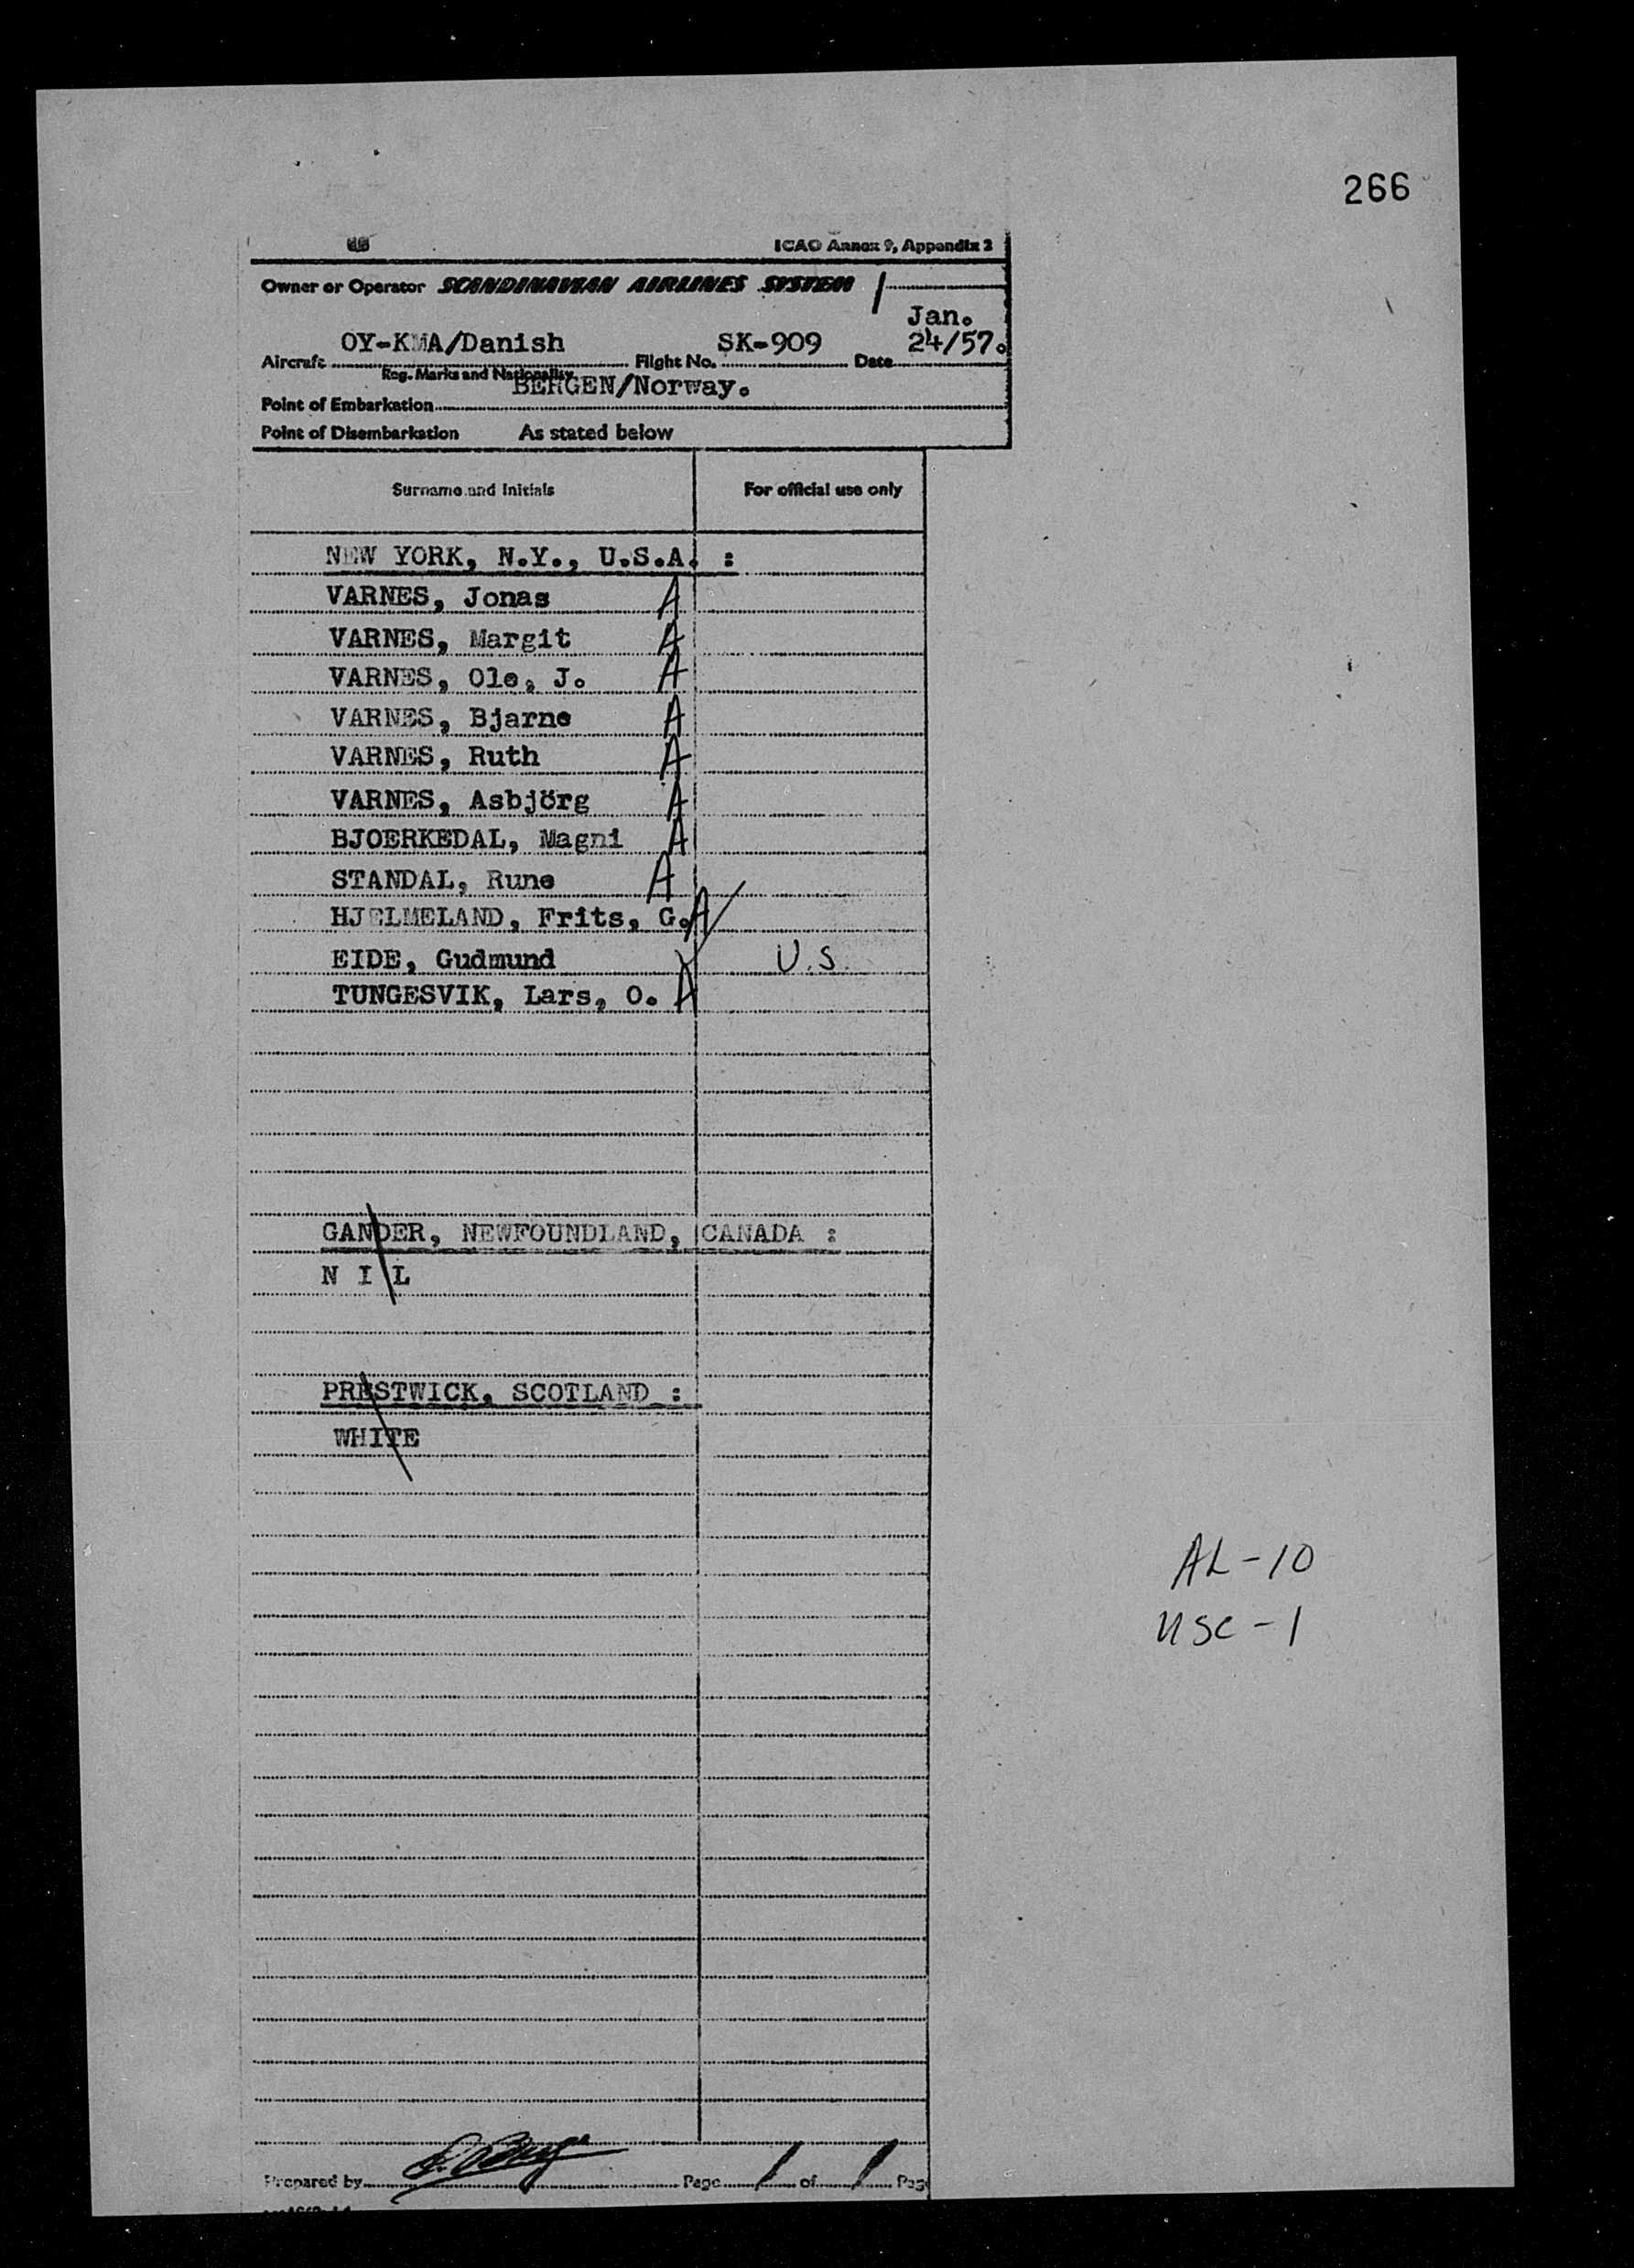 266
ICAO Annex 9, Appendix 2
Owner or Operator SCANDINAVIAN AIRLINES SYSTEM
Jan.
OY-KMA/Danish SK-909 24/57.
Aircraft Flight No. Date
Reg. Marks and Nationality
BERGEN/Norway.
Point of Embarkation
Point of Disembarkation As stated below
Surname and Initials For official use only
NEW YORK, N.Y., U.S.A. :
VARNES, Jonas A
VARNES, Margit A
VARNES, Ole, J. A
VARNES, Bjarne A
VARNES, Ruth A
VARNES, Asbjörg A
BJOERKEDAL, Magni A
STANDAL, Rune A
HJELMELAND, Frits, G. A
EIDE, Gudmund U.S.
TUNGESVIK, Lars, O. A
GANDER, NEWFOUNDLAND, CANADA :
N I L
PRESTWICK, SCOTLAND :
WHITE
AL-10
USC-1
Prepared by Page 1 of 1